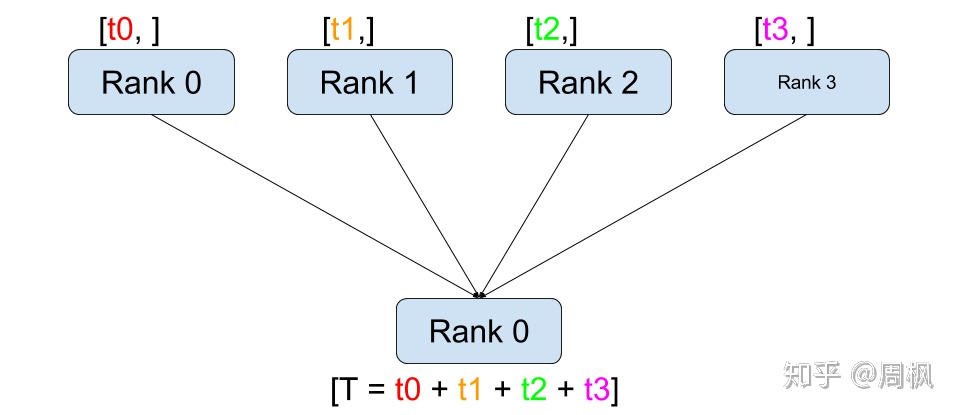 [t0, ] [t1,] [t2,] [t3, ]
Rank 0 Rank 1 Rank 2 Rank 3
Rank 0
[T = t0 + t1 + t2 + t3]
知乎 @周枫